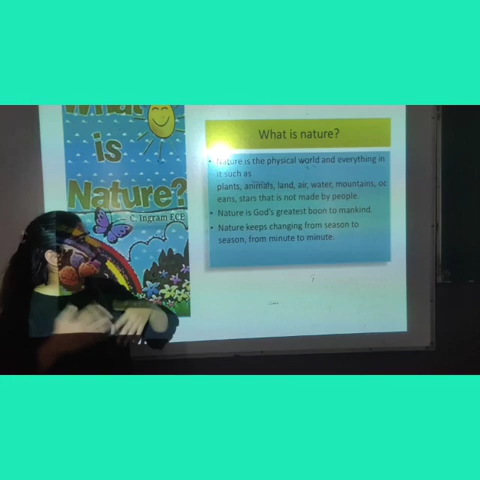 What
is
Nature?
C. Ingram ECE
What is nature?
• Nature is the physical world and everything in
it such as
plants, animals, land, air, water, mountains, oc
eans, stars that is not made by people.
• Nature is God's greatest boon to mankind.
• Nature keeps changing from season to
season, from minute to minute.